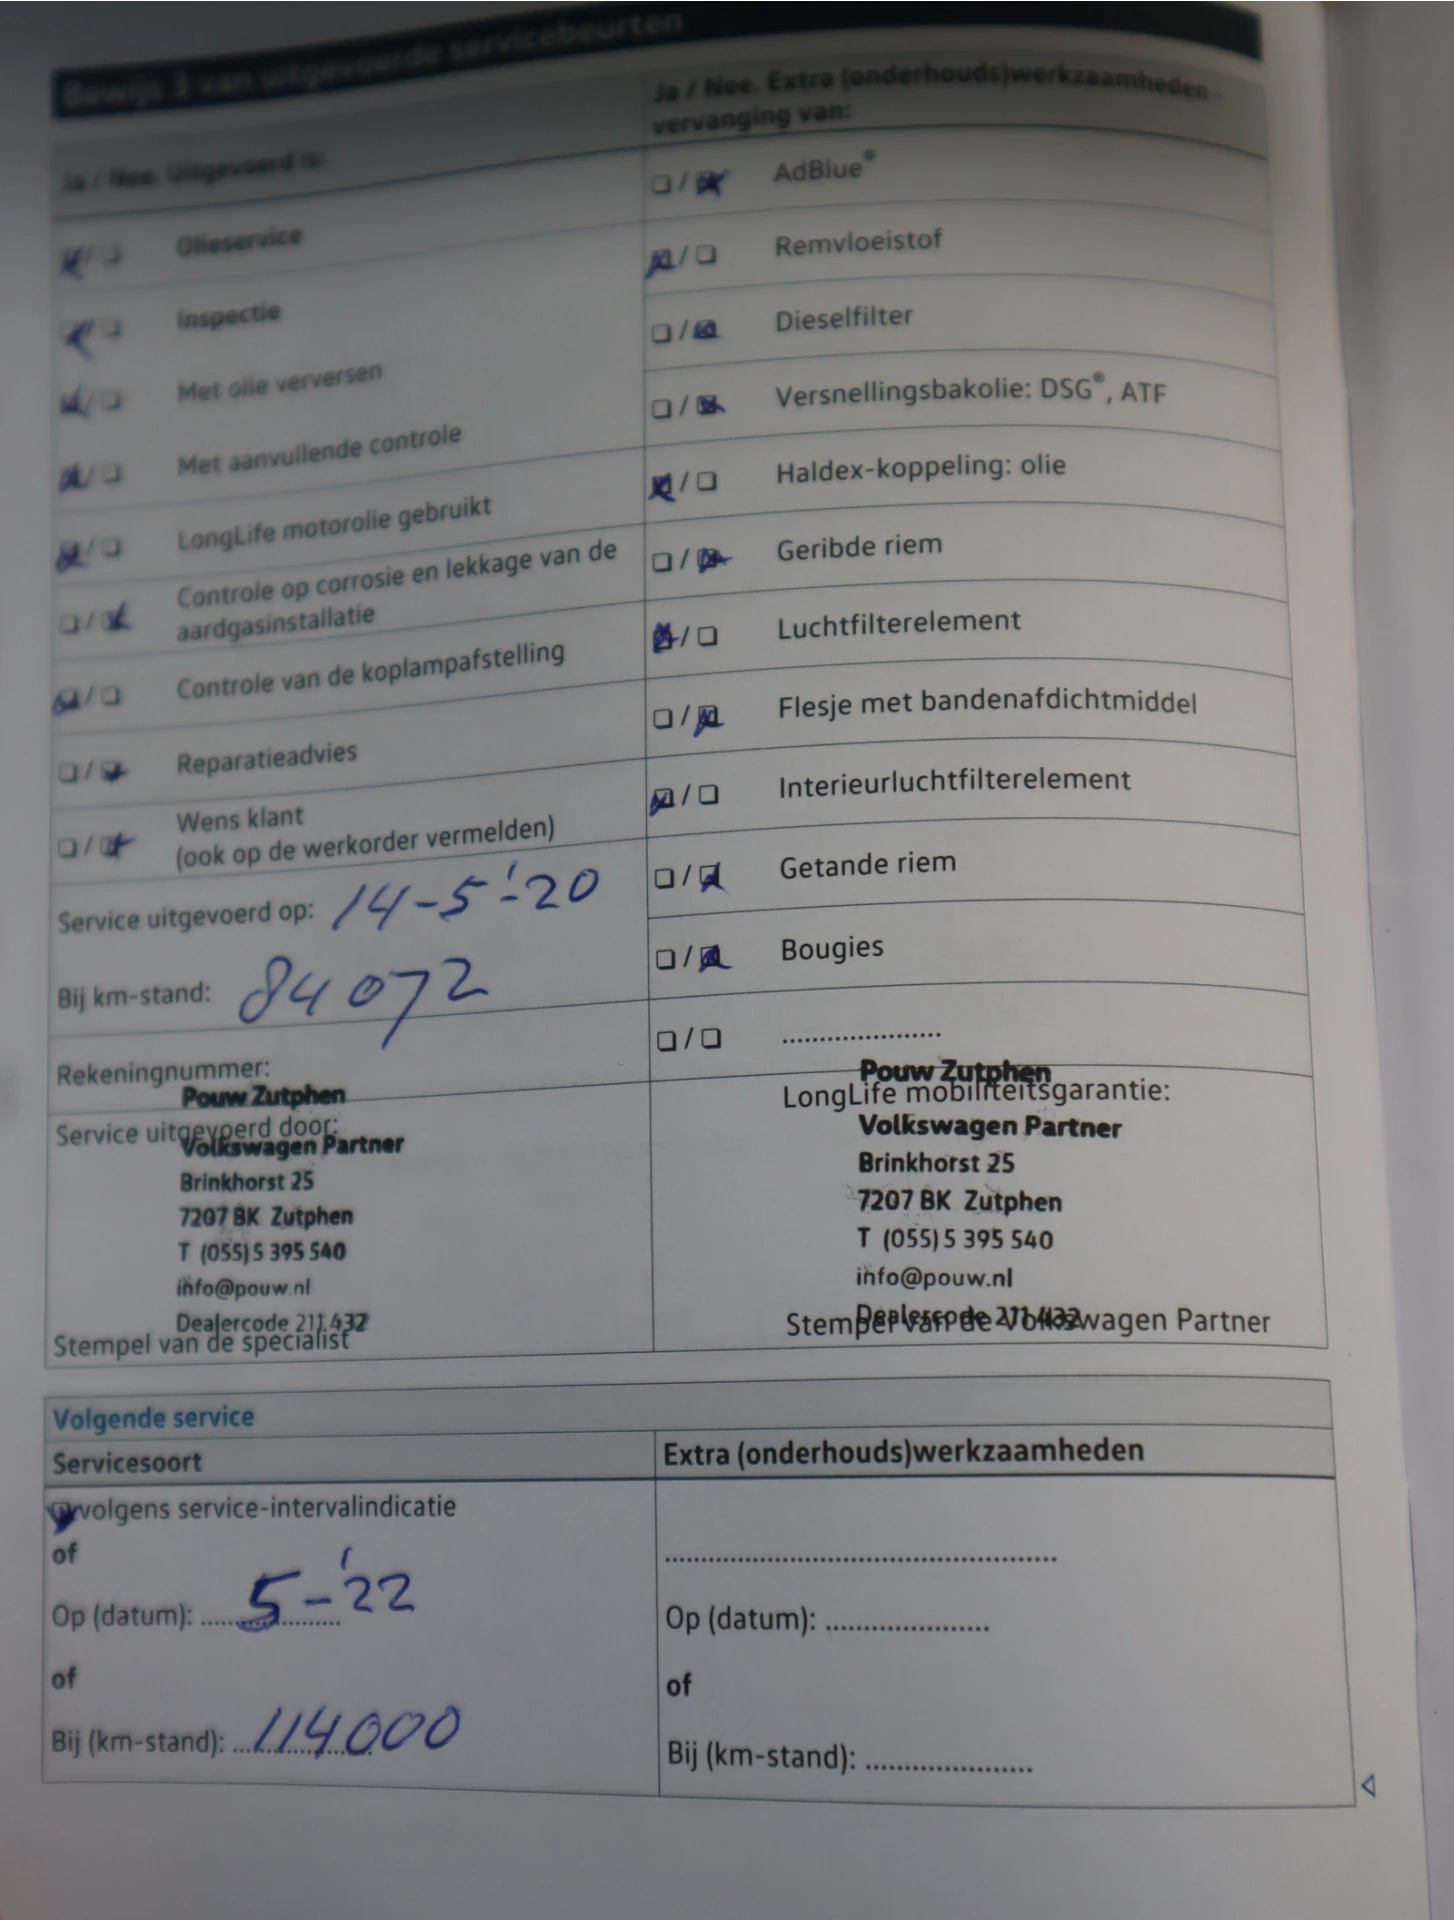 Bewijs 3 van uitgevoerde servicebeurten
Ja / Nee. Uitgevoerd is:
Olieservice
Inspectie
Met olie verversen
Met aanvullende controle
LongLife motorolie gebruikt
Controle op corrosie en lekkage van de
aardgasinstallatie
Controle van de koplampafstelling
Reparatieadvies
Wens klant
(ook op de werkorder vermelden)
Service uitgevoerd op: 14-5-'20
Bij km-stand: 84072
Rekeningnummer:
Service uitgevoerd door:
Pouw Zutphen
Volkswagen Partner
Brinkhorst 25
7207 BK Zutphen
T (055) 5 395 540
info@pouw.nl
Dealercode 211.432
Stempel van de specialist
Ja / Nee. Extra (onderhouds)werkzaamheden -
vervanging van:
AdBlue®
Remvloeistof
Dieselfilter
Versnellingsbakolie: DSG®, ATF
Haldex-koppeling: olie
Geribde riem
Luchtfilterelement
Flesje met bandenafdichtmiddel
Interieurluchtfilterelement
Getande riem
Bougies
....................
Pouw Zutphen
LongLife mobiliteitsgarantie:
Volkswagen Partner
Brinkhorst 25
7207 BK Zutphen
T (055) 5 395 540
info@pouw.nl
Dealercode 211.432
Stempel van de Volkswagen Partner
Volgende service
Servicesoort
volgens service-intervalindicatie
of
Op (datum): 5-'22
of
Bij (km-stand): 114000
Extra (onderhouds)werkzaamheden
..................................................
Op (datum): .....................
of
Bij (km-stand): .....................